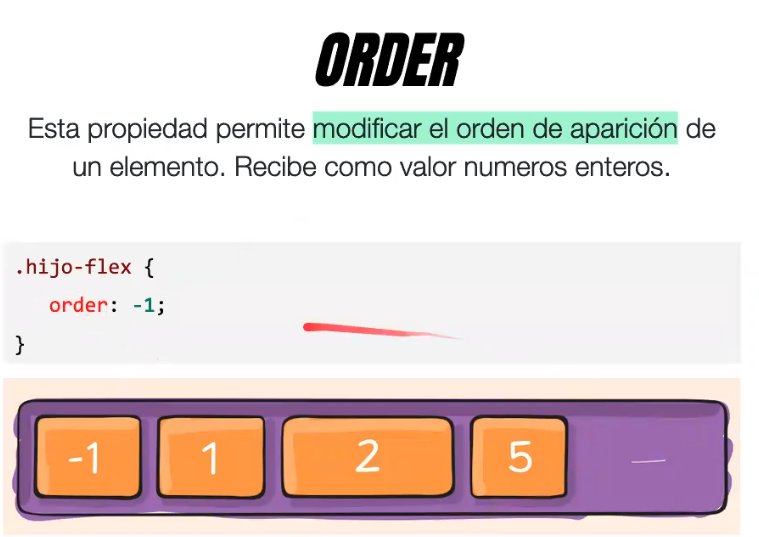 ORDER
Esta propiedad permite modificar el orden de aparición de
un elemento. Recibe como valor numeros enteros.
.hijo-flex {
order: -1;
}
-1 1 2 5